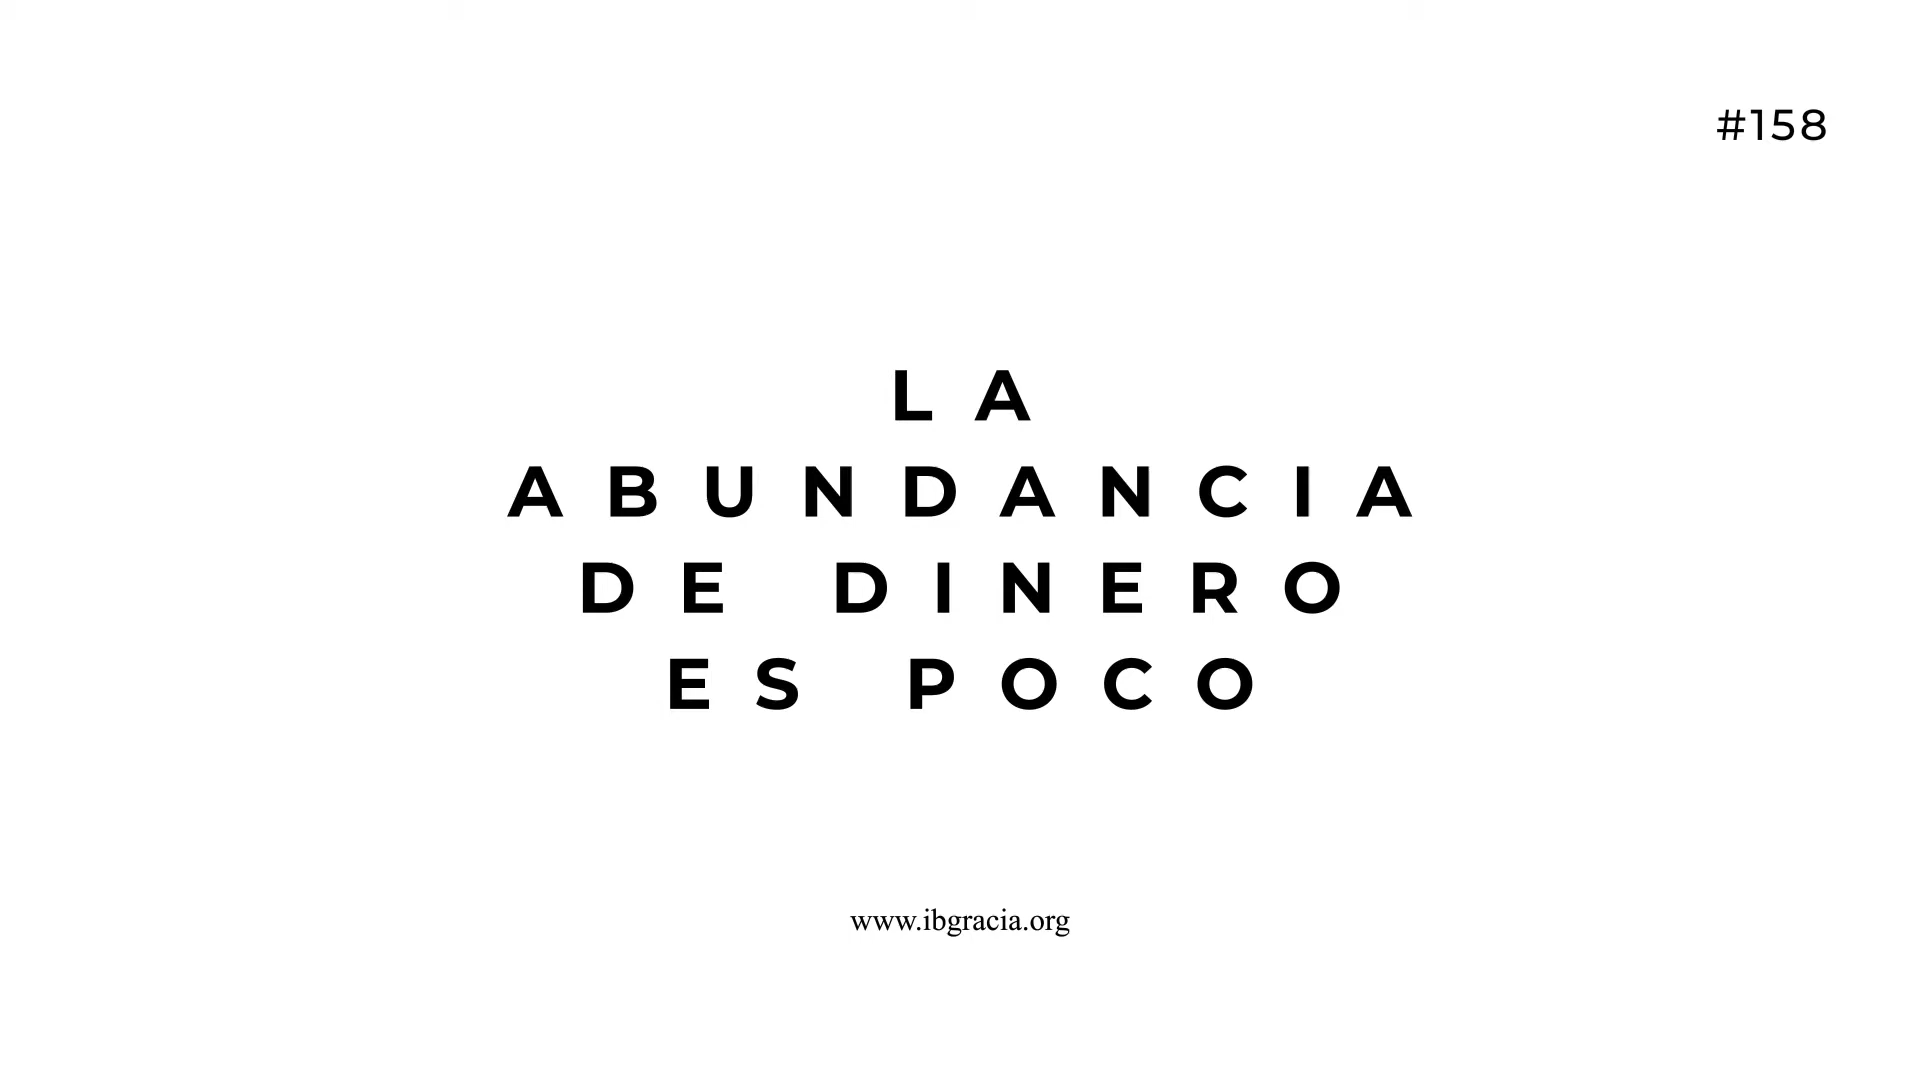 #158
LA
ABUNDANCIA
DE DINERO
ES POCO
www.ibgracia.org